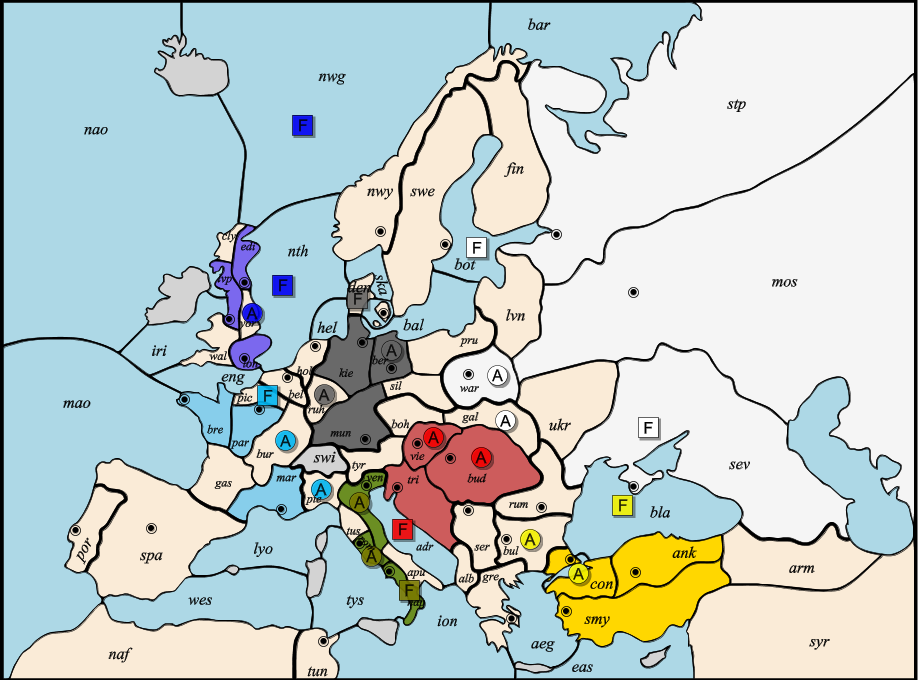 bar
nwg
stp
nao
fin
nwy
swe
cly
edi
nth
bot
mos
lvp
den
ska
yor
lvn
hel
bal
iri
wal
lon
pru
hol
kie
ber
A
F
eng
war
mao
pic
bel
ruh
sil
bre
par
boh
gal
ukr
mun
bur
vie
swi
tyr
sev
gas
mar
pie
ven
tri
bud
rum
bla
por
spa
lyo
tus
adr
ser
bul
ank
apu
alb
gre
con
arm
wes
tys
nap
ion
smy
aeg
syr
naf
tun
eas
F
F
A
F
F
A
A
F
A
A
A
A
A
A
F
F
A
F
A
A
F
A